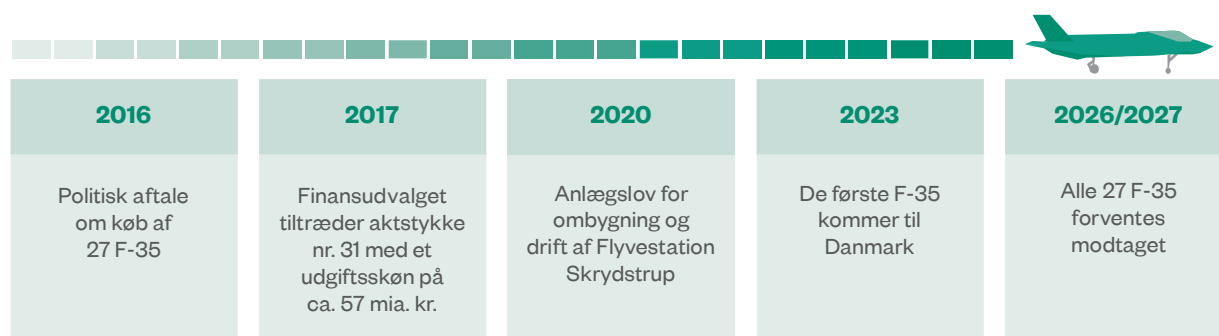 2016
Politisk aftale
om køb af
27 F-35
2017
Finansudvalget
tiltræder aktstykke
nr. 31 med et
udgiftsskøn på
ca. 57 mia. kr.
2020
Anlægslov for
ombygning og
drift af Flyvestation
Skrydstrup
2023
De første F-35
kommer til
Danmark
2026/2027
Alle 27 F-35
forventes
modtaget